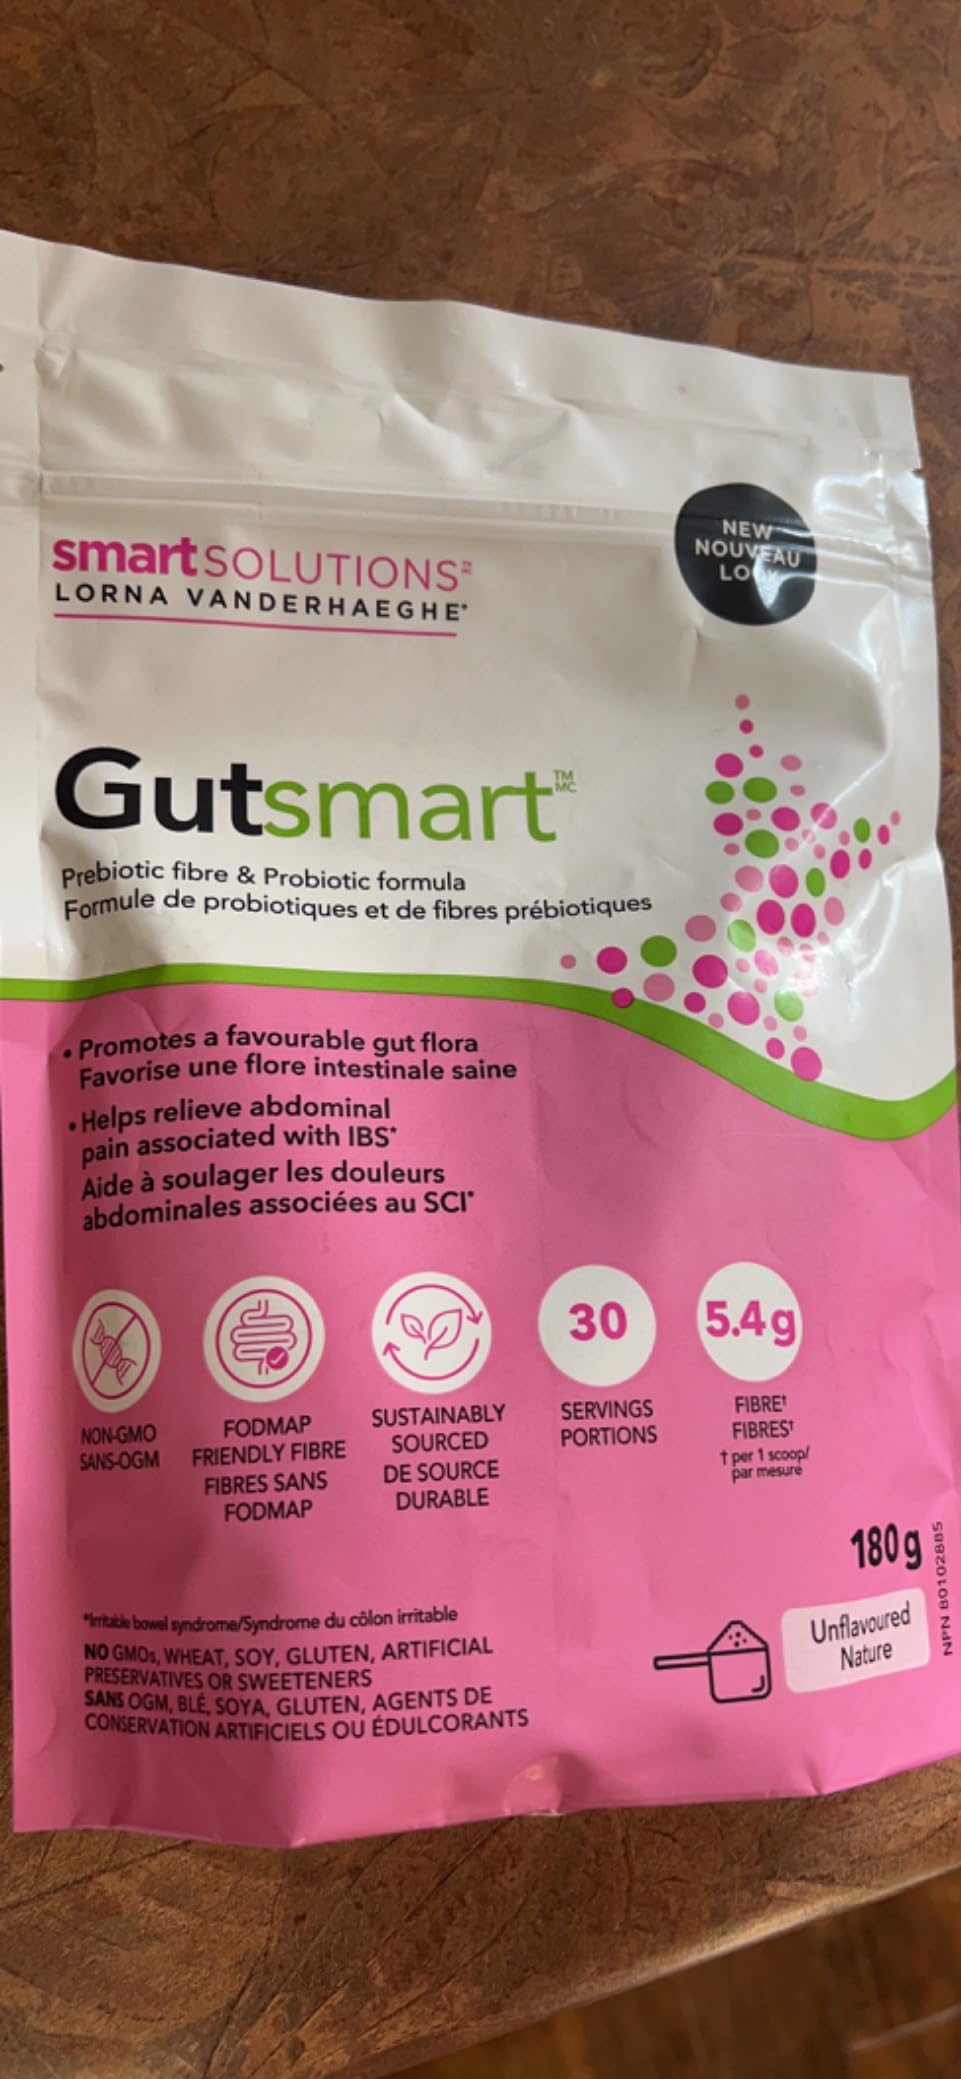 NEW
NOUVEAU
LOOK
smartSOLUTIONS
LORNA VANDERHAEGHE
Gutsmart TM MC
Prebiotic fibre & Probiotic formula
Formule de probiotiques et de fibres prébiotiques
• Promotes a favourable gut flora
Favorise une flore intestinale saine
• Helps relieve abdominal
pain associated with IBS*
Aide à soulager les douleurs
abdominales associées au SCI*
NON-GMO
SANS-OGM
FODMAP
FRIENDLY FIBRE
FIBRES SANS
FODMAP
SUSTAINABLY
SOURCED
DE SOURCE
DURABLE
30
SERVINGS
PORTIONS
5.4g
FIBRE†
FIBRES†
† per 1 scoop/
par mesure
180 g
NPN 80102885
Unflavoured
Nature
*Irritable bowel syndrome/Syndrome du côlon irritable
NO GMOs, WHEAT, SOY, GLUTEN, ARTIFICIAL
PRESERVATIVES OR SWEETENERS
SANS OGM, BLÉ, SOYA, GLUTEN, AGENTS DE
CONSERVATION ARTIFICIELS OU ÉDULCORANTS